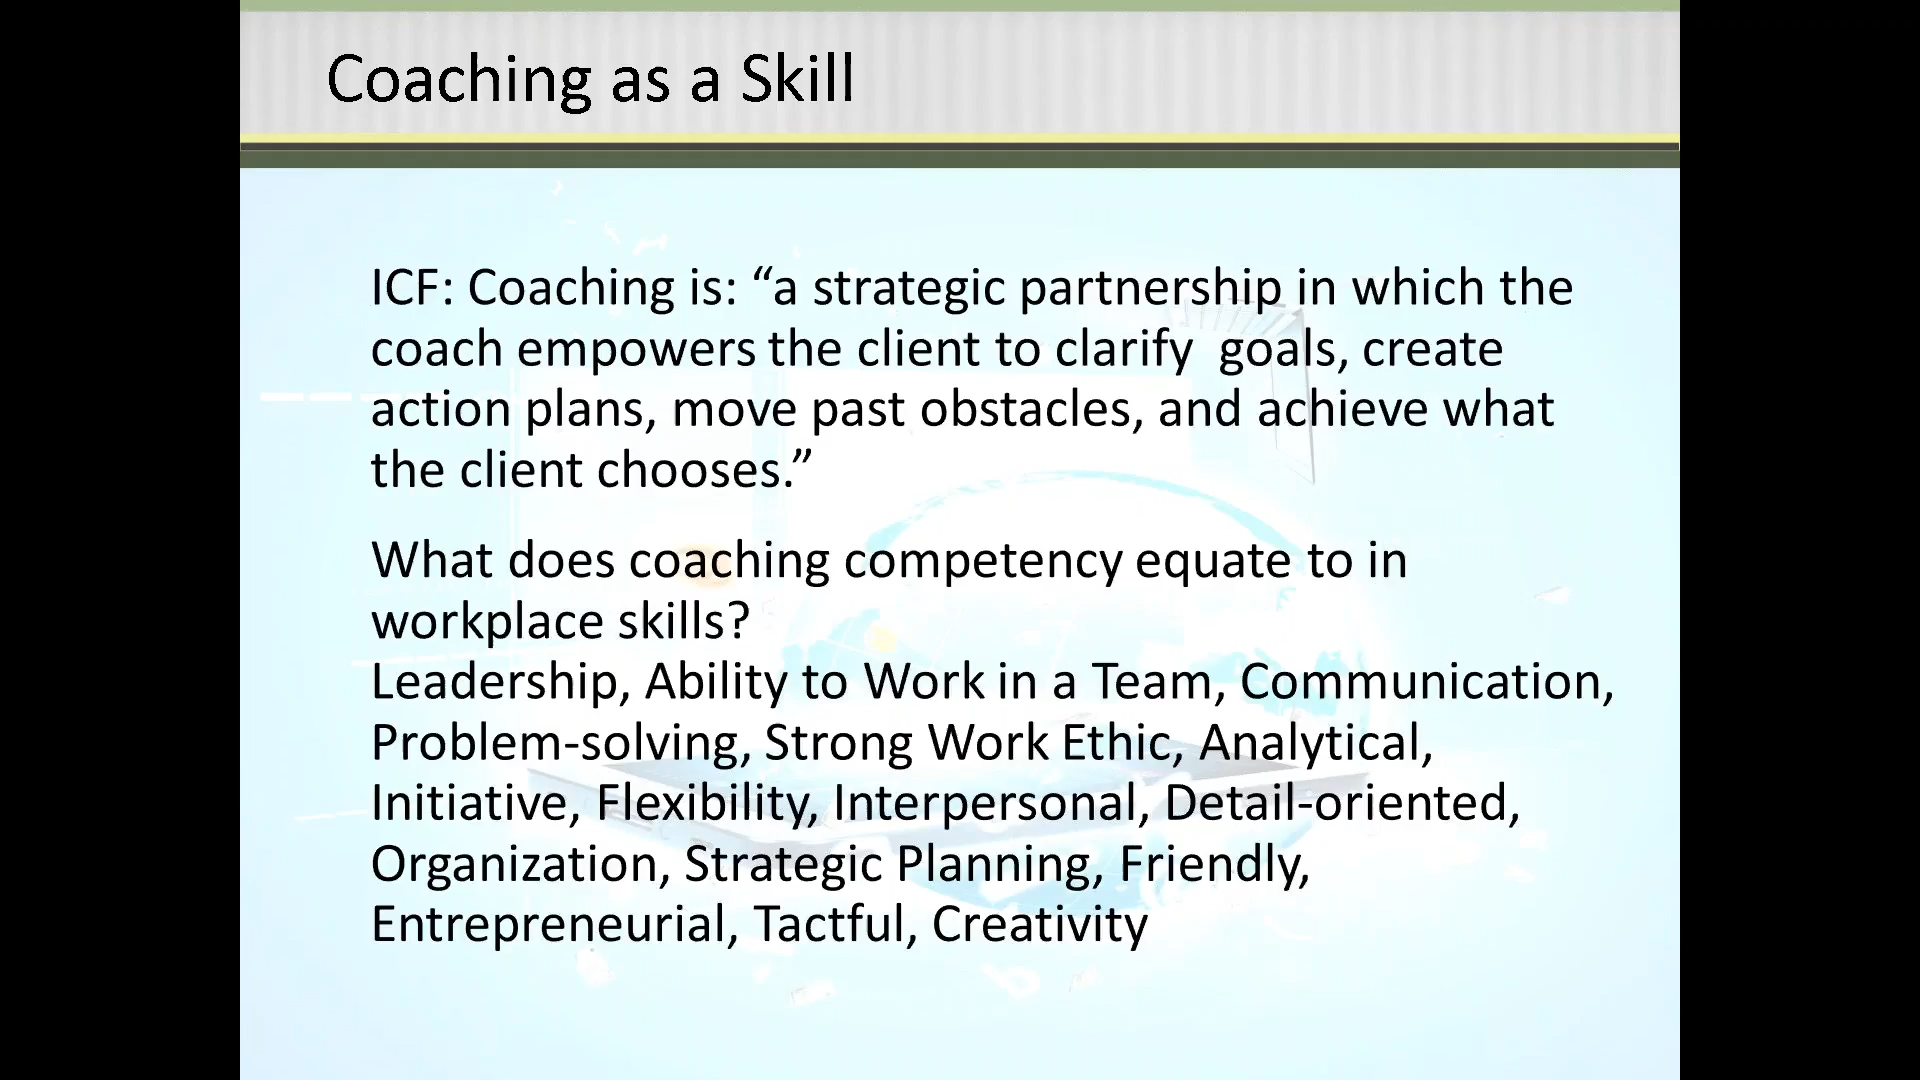 Coaching as a Skill
ICF: Coaching is: “a strategic partnership in which the
coach empowers the client to clarify  goals, create
action plans, move past obstacles, and achieve what
the client chooses.”
What does coaching competency equate to in
workplace skills?
Leadership, Ability to Work in a Team, Communication,
Problem-solving, Strong Work Ethic, Analytical,
Initiative, Flexibility, Interpersonal, Detail-oriented,
Organization, Strategic Planning, Friendly,
Entrepreneurial, Tactful, Creativity